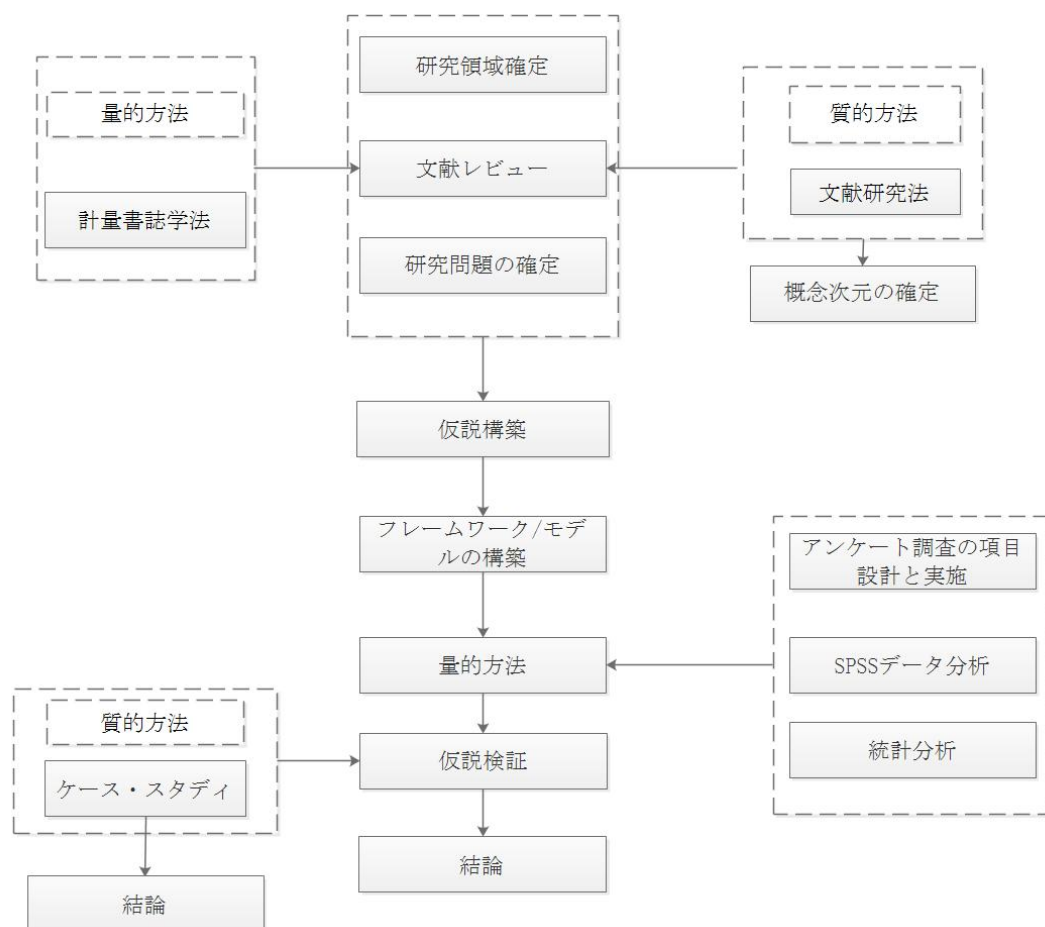 研究領域確定
量的方法
質的方法
文献レビュー
計量書誌学法
文献研究法
研究問題の確定
概念次元の確定
仮説構築
フレームワーク/モデ
ルの構築
アンケート調査の項目
設計と実施
量的方法
SPSSデータ分析
質的方法
仮説検証
統計分析
ケース・スタディ
結論
結論